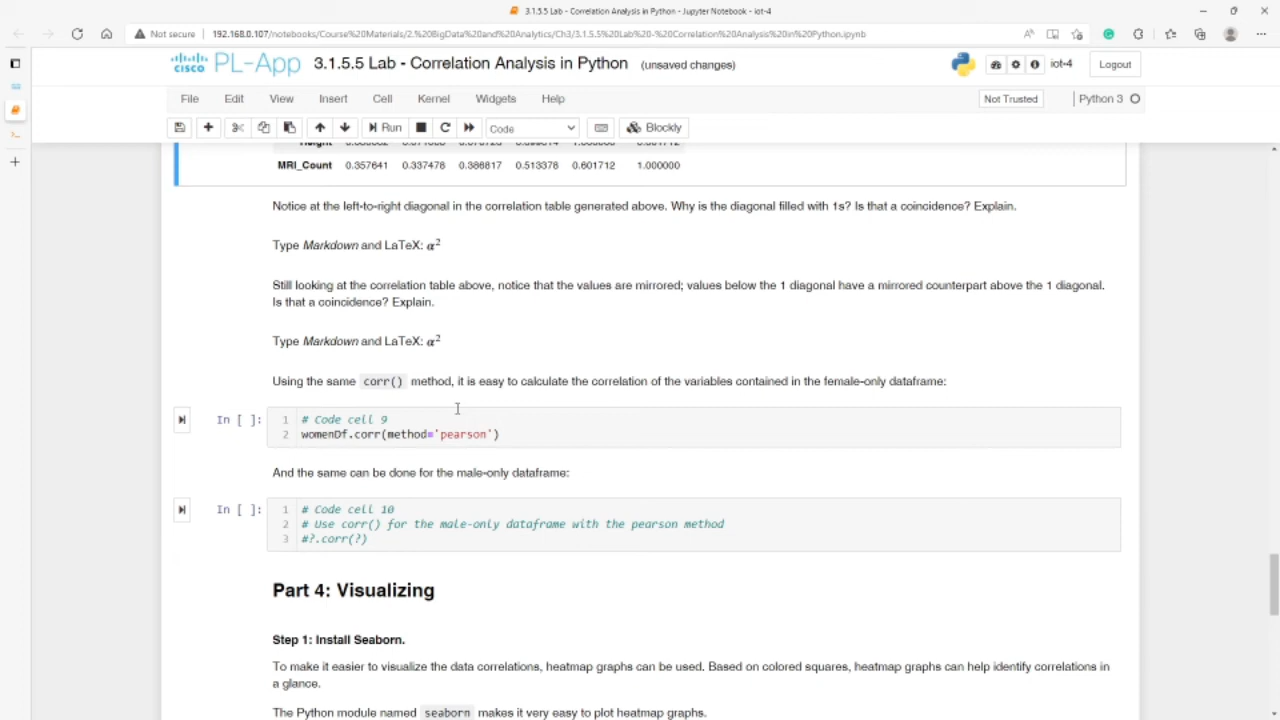 3.1.5.5 Lab - Correlation Analysis in Python - Jupyter Notebook - iot-4
Not secure
192.168.0.107/notebooks/Course%20Materials/2.%20BigData%20and%20Analytics/Ch3/3.1.5.5%20Lab%20-%20Correlation%20Analysis%20in%20Python.ipynb
cisco PL-App 3.1.5.5 Lab - Correlation Analysis in Python (unsaved changes)
iot-4 Logout
File Edit View Insert Cell Kernel Widgets Help
Not Trusted Python 3
Run Code Blockly
Height
MRI_Count 0.357641 0.337478 0.386817 0.513378 0.601712 1.000000
Notice at the left-to-right diagonal in the correlation table generated above. Why is the diagonal filled with 1s? Is that a coincidence? Explain.
Type Markdown and LaTeX: α²
Still looking at the correlation table above, notice that the values are mirrored; values below the 1 diagonal have a mirrored counterpart above the 1 diagonal.
Is that a coincidence? Explain.
Type Markdown and LaTeX: α²
Using the same corr() method, it is easy to calculate the correlation of the variables contained in the female-only dataframe:
In [ ]:
1 # Code cell 9
2 womenDf.corr(method='pearson')
And the same can be done for the male-only dataframe:
In [ ]:
1 # Code cell 10
2 # Use corr() for the male-only dataframe with the pearson method
3 #?.corr(?)
Part 4: Visualizing
Step 1: Install Seaborn.
To make it easier to visualize the data correlations, heatmap graphs can be used. Based on colored squares, heatmap graphs can help identify correlations in
a glance.
The Python module named seaborn makes it very easy to plot heatmap graphs.